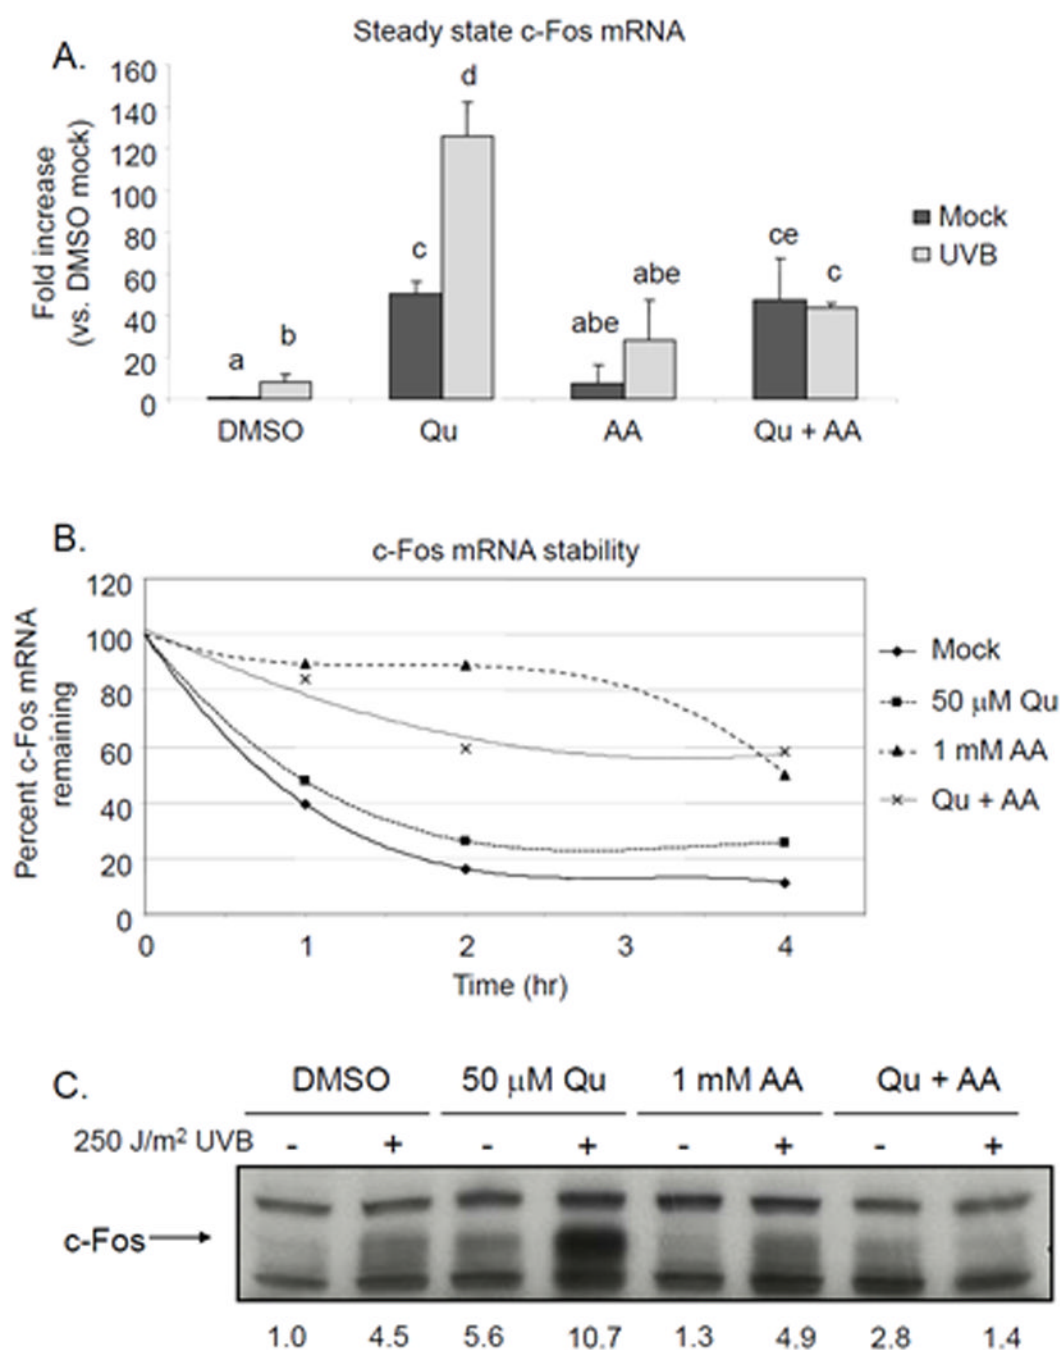 A.
Steady state c-Fos mRNA
Fold increase
(vs. DMSO mock)
160
140
120
100
80
60
40
20
0
a
b
c
d
abe
abe
ce
c
Mock
UVB
DMSO
Qu
AA
Qu + AA
B.
c-Fos mRNA stability
Percent c-Fos mRNA
remaining
120
100
80
60
40
20
0
0
1
2
3
4
Time (hr)
Mock
50 μM Qu
1 mM AA
Qu + AA
C.
DMSO 50 μM Qu 1 mM AA Qu + AA
250 J/m² UVB - + - + - + - +
c-Fos
1.0 4.5 5.6 10.7 1.3 4.9 2.8 1.4